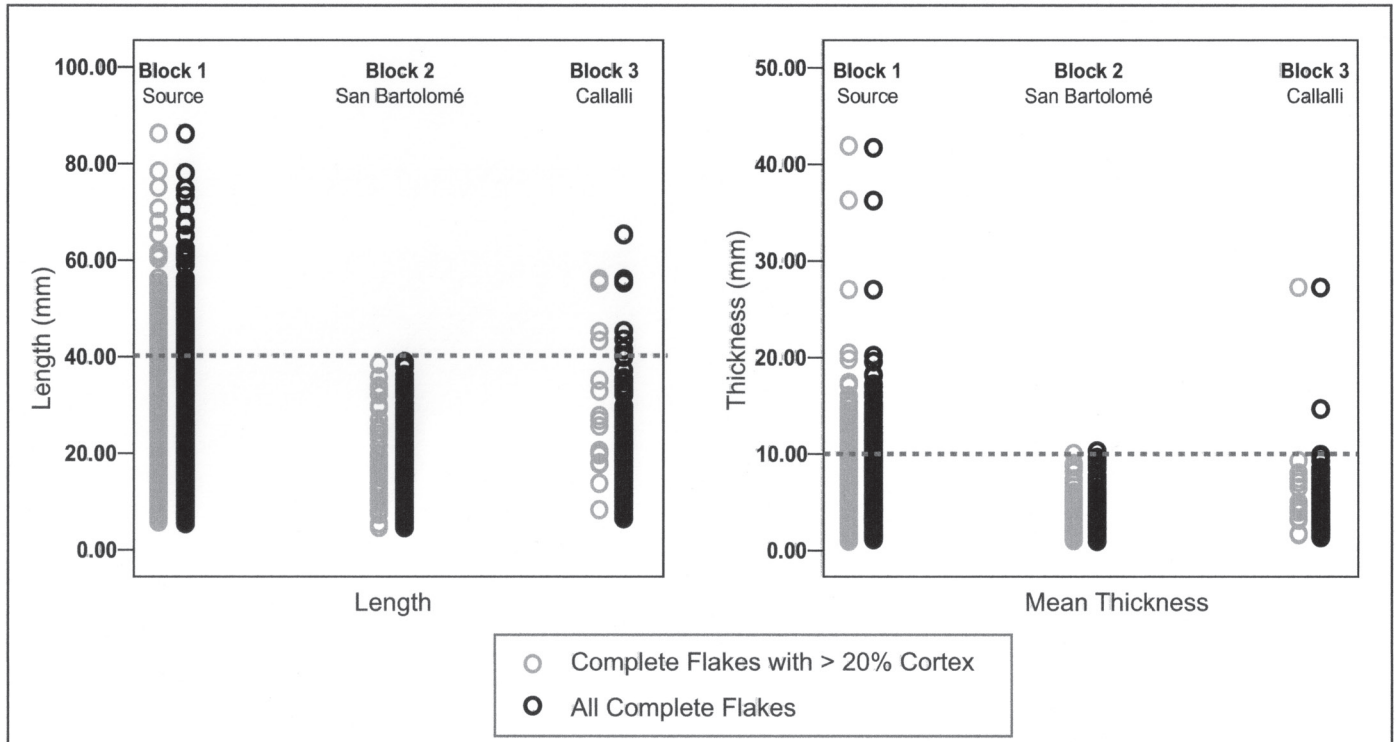 Block 1
Source
Block 2
San Bartolomé
Block 3
Callalli
100.00
80.00
60.00
40.00
20.00
0.00
Length (mm)
Length
Block 1
Source
Block 2
San Bartolomé
Block 3
Callalli
50.00
40.00
30.00
20.00
10.00
0.00
Thickness (mm)
Mean Thickness
Complete Flakes with > 20% Cortex
All Complete Flakes